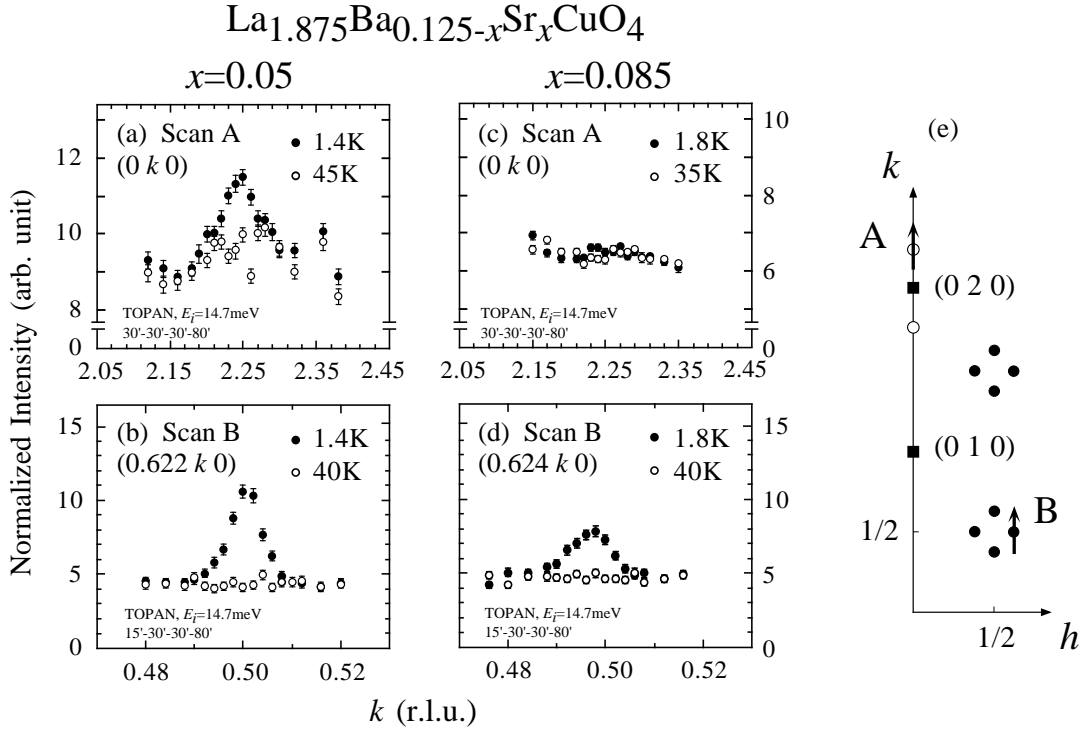 La1.875Ba0.125-xSrxCuO4
x=0.05
x=0.085
Normalized Intensity (arb. unit)
(a) Scan A
(0 k 0)
1.4K
45K
12
10
8
0
TOPAN, Ei=14.7meV
30'-30'-30'-80'
2.05 2.15 2.25 2.35 2.45
(c) Scan A
(0 k 0)
1.8K
35K
10
8
6
0
TOPAN, Ei=14.7meV
30'-30'-30'-80'
2.05 2.15 2.25 2.35 2.45
(b) Scan B
(0.622 k 0)
1.4K
40K
15
10
5
0
TOPAN, Ei=14.7meV
15'-30'-30'-80'
0.48 0.50 0.52
(d) Scan B
(0.624 k 0)
1.8K
40K
15
10
5
0
TOPAN, Ei=14.7meV
15'-30'-30'-80'
0.48 0.50 0.52
k (r.l.u.)
(e)
k
A
(0 2 0)
(0 1 0)
B
1/2
1/2
h